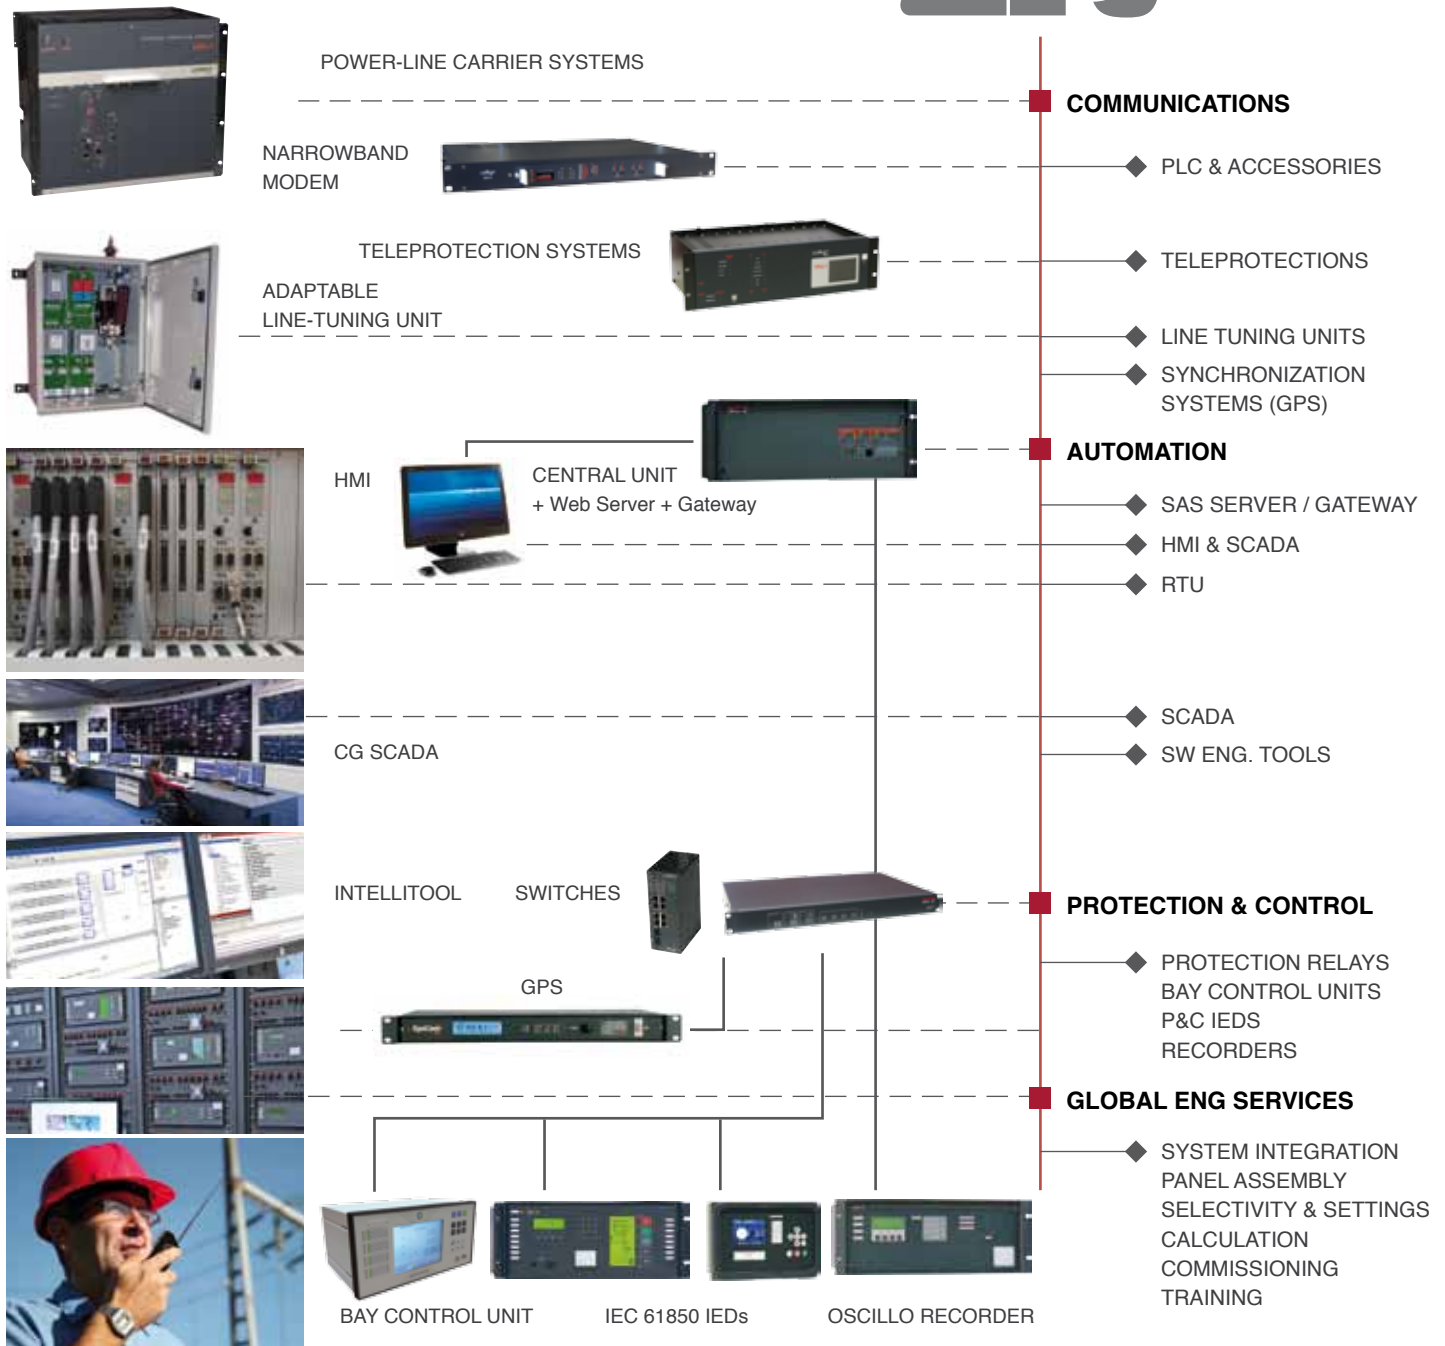 POWER-LINE CARRIER SYSTEMS
COMMUNICATIONS
NARROWBAND
MODEM
PLC & ACCESSORIES
TELEPROTECTION SYSTEMS
TELEPROTECTIONS
ADAPTABLE
LINE-TUNING UNIT
LINE TUNING UNITS
SYNCHRONIZATION
SYSTEMS (GPS)
AUTOMATION
HMI
CENTRAL UNIT
+ Web Server + Gateway
SAS SERVER / GATEWAY
HMI & SCADA
RTU
SCADA
CG SCADA
SW ENG. TOOLS
INTELLITOOL
SWITCHES
PROTECTION & CONTROL
GPS
PROTECTION RELAYS
BAY CONTROL UNITS
P&C IEDS
RECORDERS
GLOBAL ENG SERVICES
SYSTEM INTEGRATION
PANEL ASSEMBLY
SELECTIVITY & SETTINGS
CALCULATION
COMMISSIONING
TRAINING
BAY CONTROL UNIT
IEC 61850 IEDs
OSCILLO RECORDER